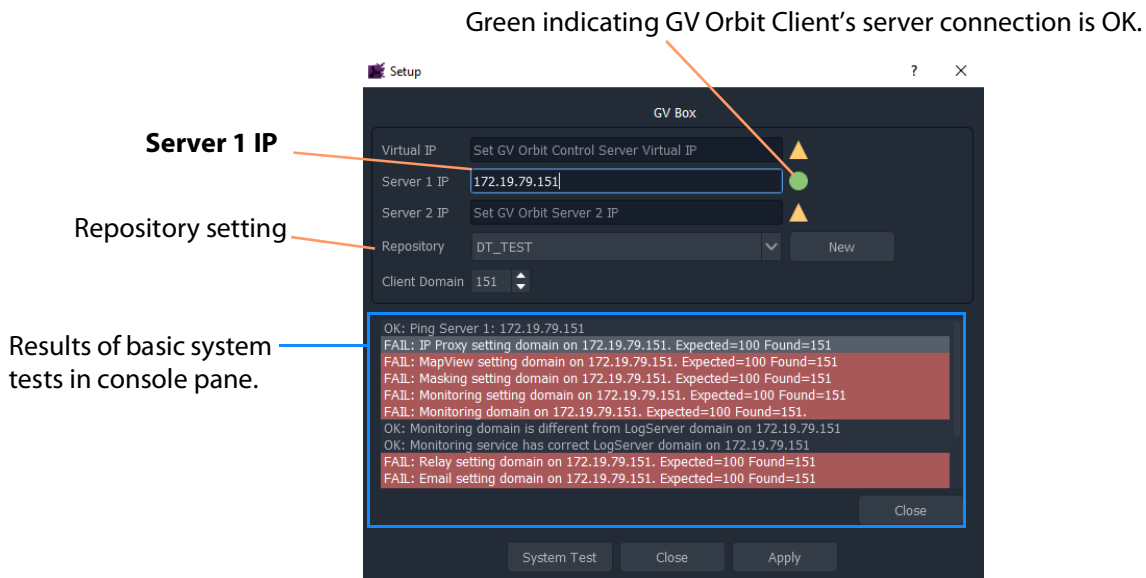 Green indicating GV Orbit Client's server connection is OK.
Setup ? ×
GV Box
Server 1 IP
Virtual IP Set GV Orbit Control Server Virtual IP
Server 1 IP 172.19.79.151
Server 2 IP Set GV Orbit Server 2 IP
Repository setting
Repository DT_TEST New
Client Domain 151
Results of basic system
tests in console pane.
OK: Ping Server 1: 172.19.79.151
FAIL: IP Proxy setting domain on 172.19.79.151. Expected=100 Found=151
FAIL: MapView setting domain on 172.19.79.151. Expected=100 Found=151
FAIL: Masking setting domain on 172.19.79.151. Expected=100 Found=151
FAIL: Monitoring setting domain on 172.19.79.151. Expected=100 Found=151
FAIL: Monitoring domain on 172.19.79.151. Expected=100 Found=151.
OK: Monitoring domain is different from LogServer domain on 172.19.79.151
OK: Monitoring service has correct LogServer domain on 172.19.79.151
FAIL: Relay setting domain on 172.19.79.151. Expected=100 Found=151
FAIL: Email setting domain on 172.19.79.151. Expected=100 Found=151
Close
System Test Close Apply